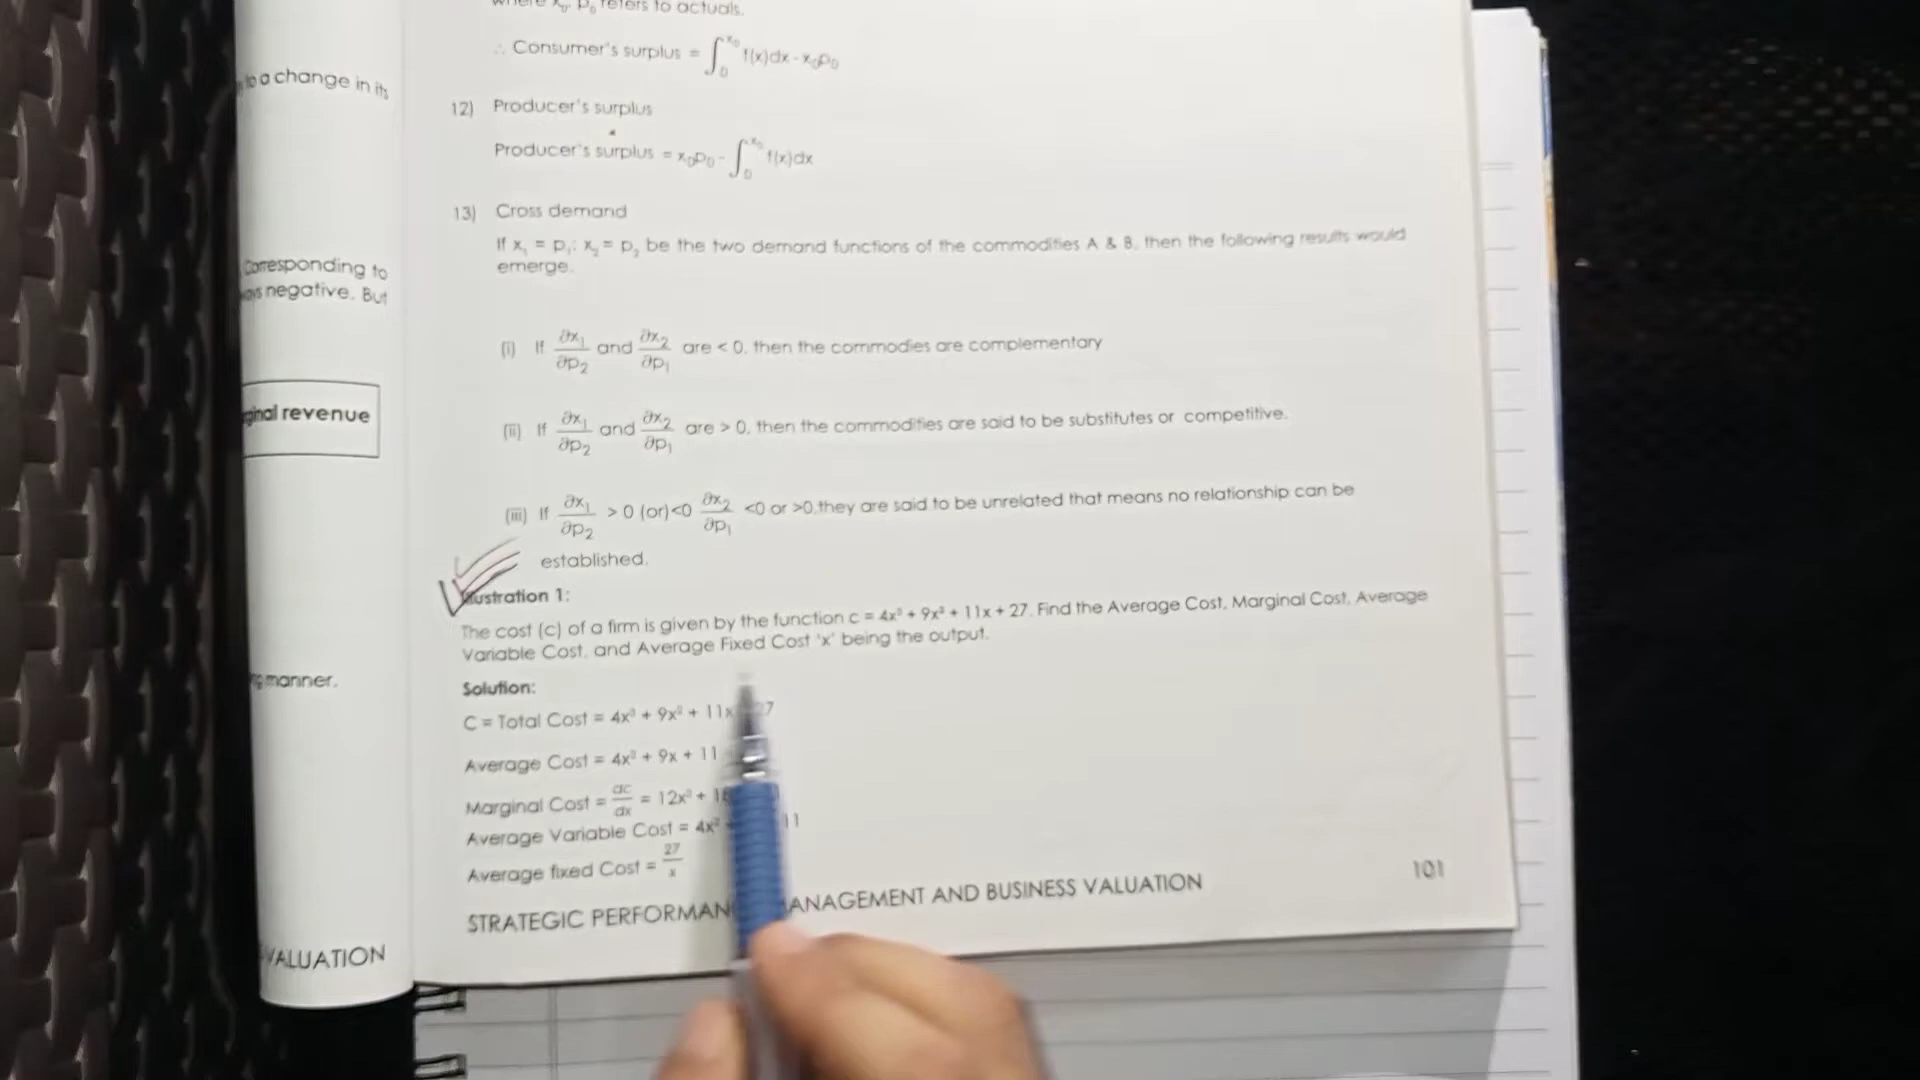 to a change in its
Corresponding to
negative. But
marginal revenue
manner.
VALUATION
where x₀, p₀ refers to actuals.
∴ Consumer's surplus = ∫₀^x₀ f(x)dx - x₀p₀
12) Producer's surplus
Producer's surplus = x₀p₀ - ∫₀^x₀ f(x)dx
13) Cross demand
If x₁ = p₁; x₂ = p₂ be the two demand functions of the commodities A & B, then the following results would
emerge.
(i) If ∂x₁/∂p₂ and ∂x₂/∂p₁ are < 0, then the commodies are complementary
(ii) If ∂x₁/∂p₂ and ∂x₂/∂p₁ are > 0, then the commodities are said to be substitutes or competitive.
(iii) If ∂x₁/∂p₂ > 0 (or)<0 ∂x₂/∂p₁ <0 or >0,they are said to be unrelated that means no relationship can be
established.
Illustration 1:
The cost (c) of a firm is given by the function c = 4x³ + 9x² + 11x + 27. Find the Average Cost, Marginal Cost, Average
Variable Cost, and Average Fixed Cost 'x' being the output.
Solution:
C = Total Cost = 4x³ + 9x² + 11x 27
Average Cost = 4x² + 9x + 11
Marginal Cost = dc/dx = 12x² +
Average Variable Cost = 4x² 11
Average fixed Cost = 27/x
STRATEGIC PERFORMANCE MANAGEMENT AND BUSINESS VALUATION
101